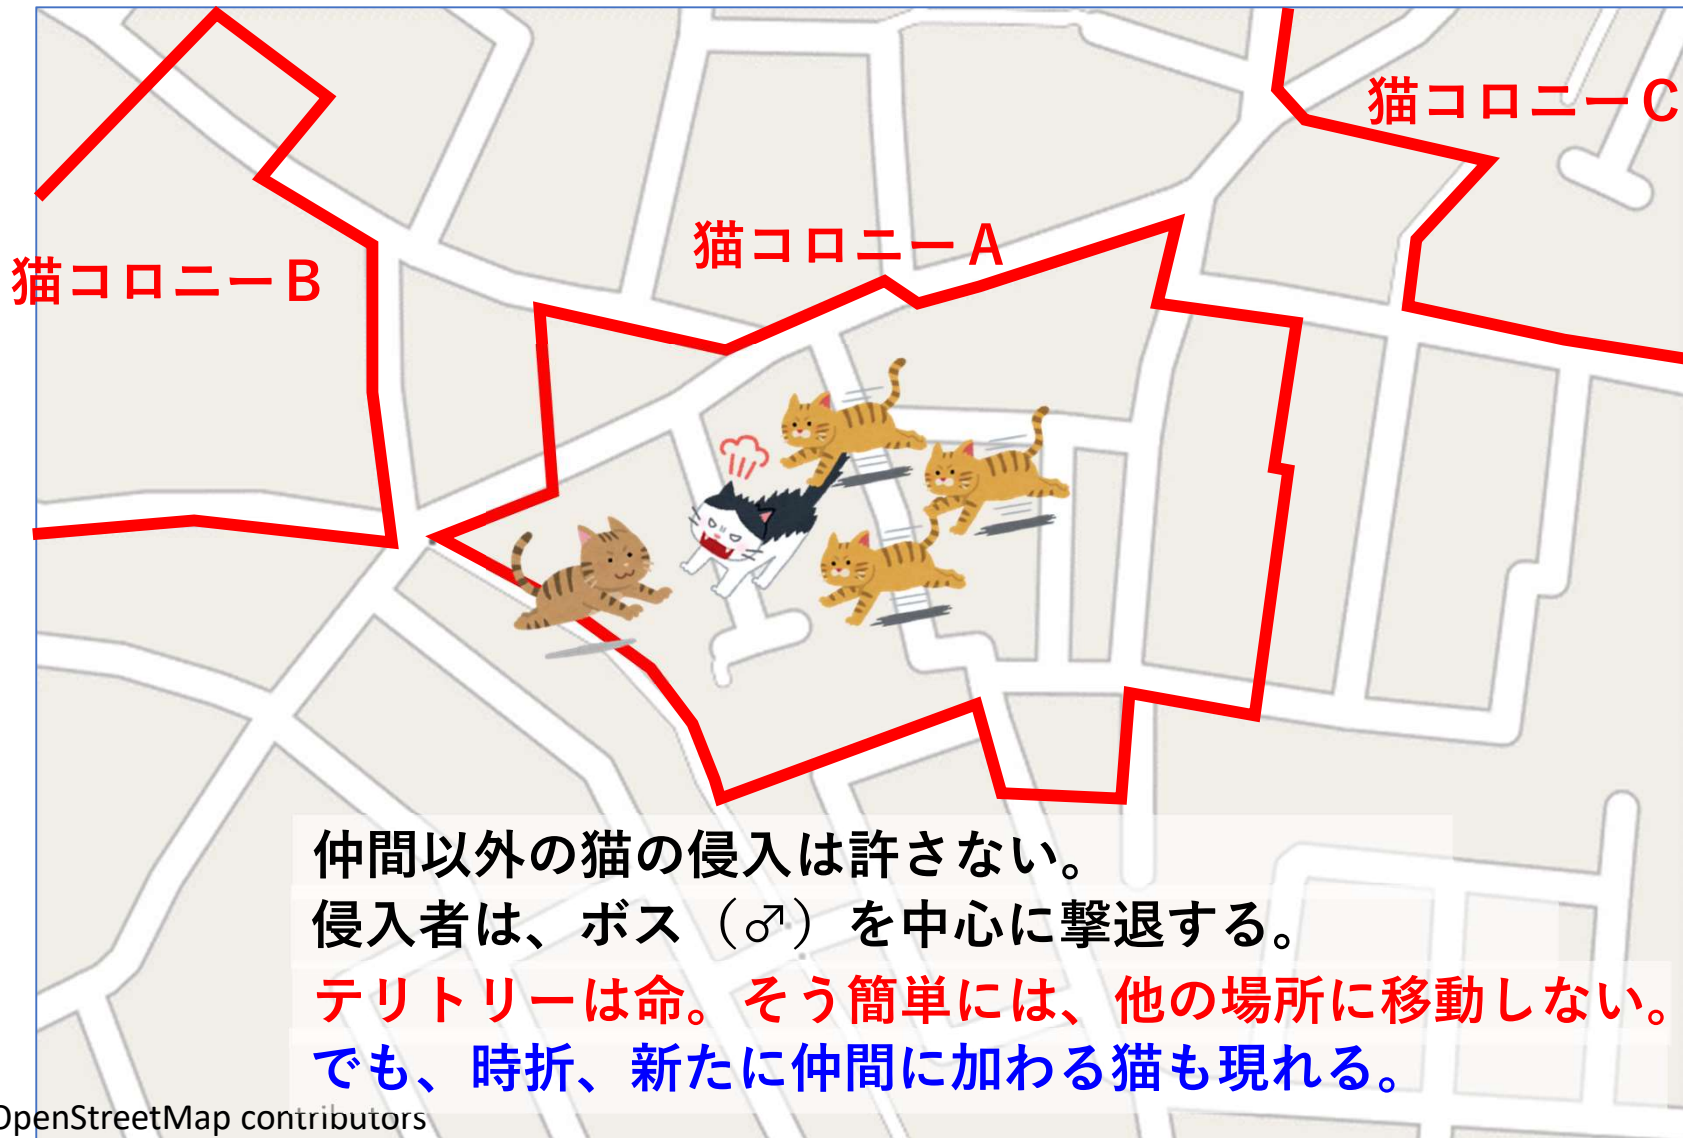 猫コロニーC
猫コロニーA
猫コロニーB
仲間以外の猫の侵入は許さない。
侵入者は、ボス（♂）を中心に撃退する。
テリトリーは命。そう簡単には、他の場所に移動しない。
でも、時折、新たに仲間に加わる猫も現れる。
OpenStreetMap contributors